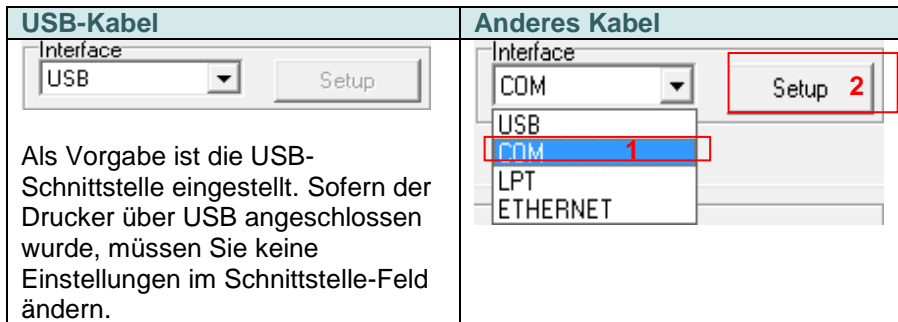 USB-Kabel
Interface
USB
Setup
Als Vorgabe ist die USB-
Schnittstelle eingestellt. Sofern der
Drucker über USB angeschlossen
wurde, müssen Sie keine
Einstellungen im Schnittstelle-Feld
ändern.
Anderes Kabel
Interface
COM
Setup 2
USB
COM 1
LPT
ETHERNET